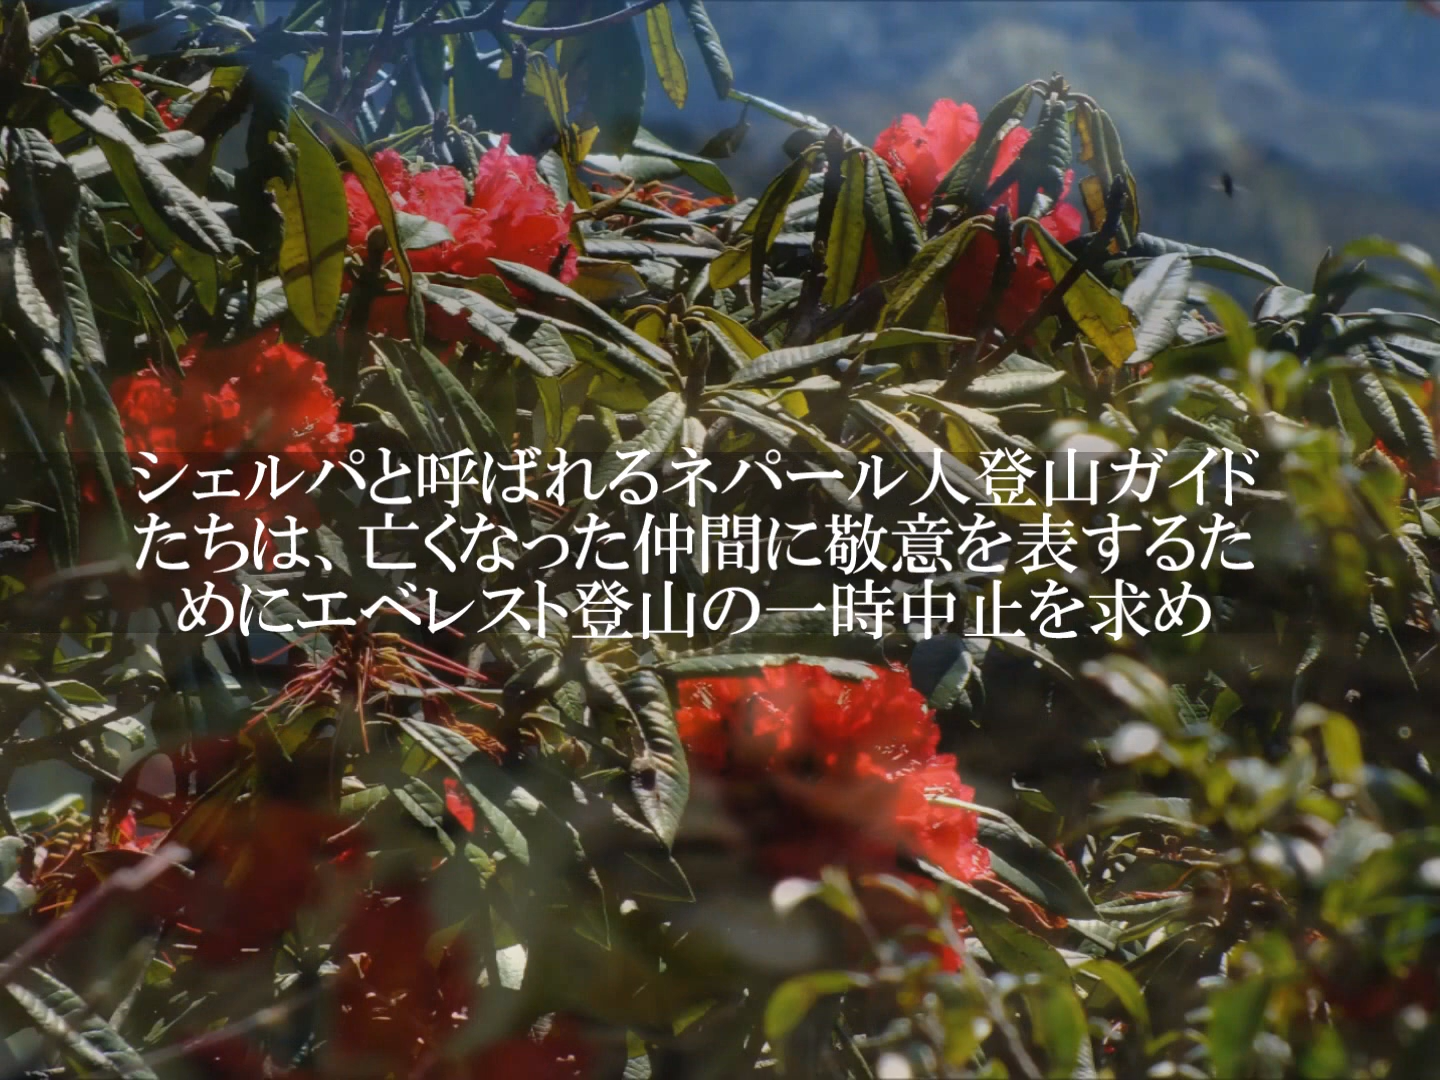 シェルパと呼ばれるネパール人登山ガイド
たちは、亡くなった仲間に敬意を表するた
めにエベレスト登山の一時中止を求め